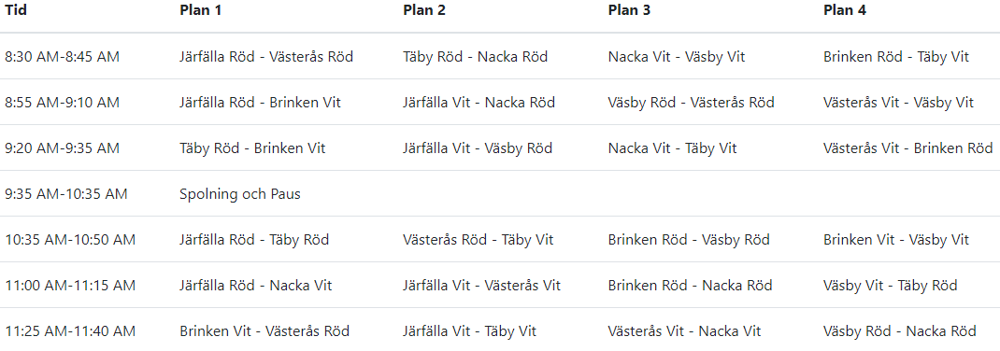 Tid Plan 1 Plan 2 Plan 3 Plan 4
8:30 AM-8:45 AM Järfälla Röd - Västerås Röd Täby Röd - Nacka Röd Nacka Vit - Väsby Vit Brinken Röd - Täby Vit
8:55 AM-9:10 AM Järfälla Röd - Brinken Vit Järfälla Vit - Nacka Röd Väsby Röd - Västerås Röd Västerås Vit - Väsby Vit
9:20 AM-9:35 AM Täby Röd - Brinken Vit Järfälla Vit - Väsby Röd Nacka Vit - Täby Vit Västerås Vit - Brinken Röd
9:35 AM-10:35 AM Spolning och Paus
10:35 AM-10:50 AM Järfälla Röd - Täby Röd Västerås Röd - Täby Vit Brinken Röd - Väsby Röd Brinken Vit - Väsby Vit
11:00 AM-11:15 AM Järfälla Röd - Nacka Vit Järfälla Vit - Västerås Vit Brinken Röd - Nacka Röd Väsby Vit - Täby Röd
11:25 AM-11:40 AM Brinken Vit - Västerås Röd Järfälla Vit - Täby Vit Västerås Vit - Nacka Vit Väsby Röd - Nacka Röd